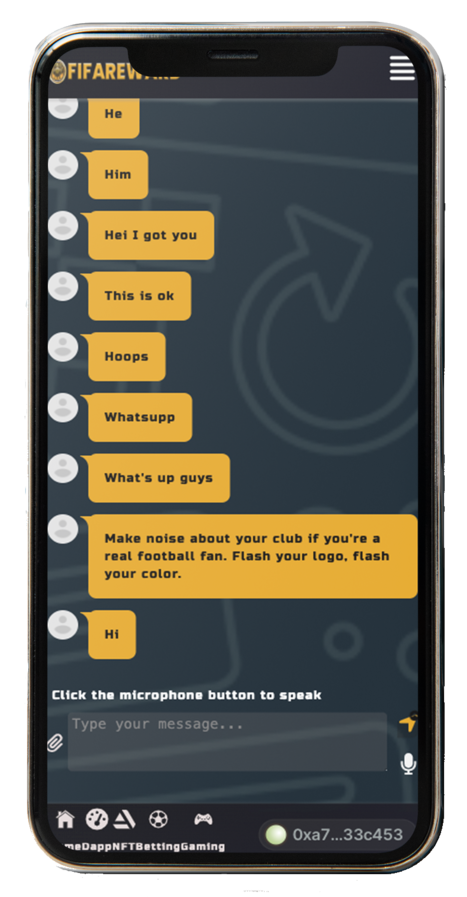 FIFAREWARD
He
Him
Hei I got you
This is ok
Hoops
Whatsupp
What's up guys
Make noise about your club if you're a
real football fan. Flash your logo, flash
your color.
Hi
Click the microphone button to speak
Type your message...
meDappNFTBettingGaming
0xa7...33c453